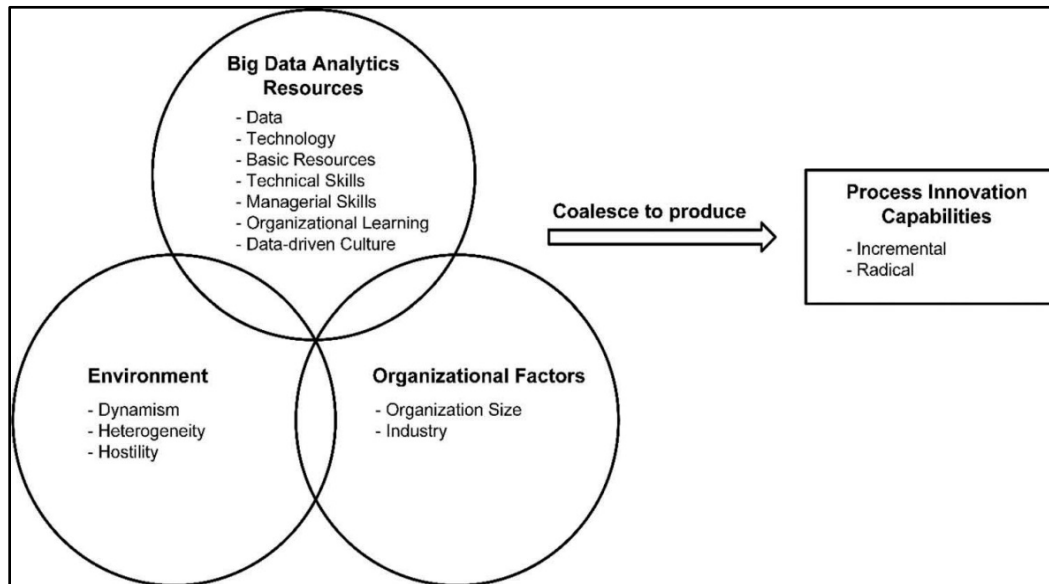 Big Data Analytics
Resources
- Data
- Technology
- Basic Resources
- Technical Skills
- Managerial Skills
- Organizational Learning
- Data-driven Culture
Coalesce to produce
Process Innovation
Capabilities
- Incremental
- Radical
Environment
- Dynamism
- Heterogeneity
- Hostility
Organizational Factors
- Organization Size
- Industry